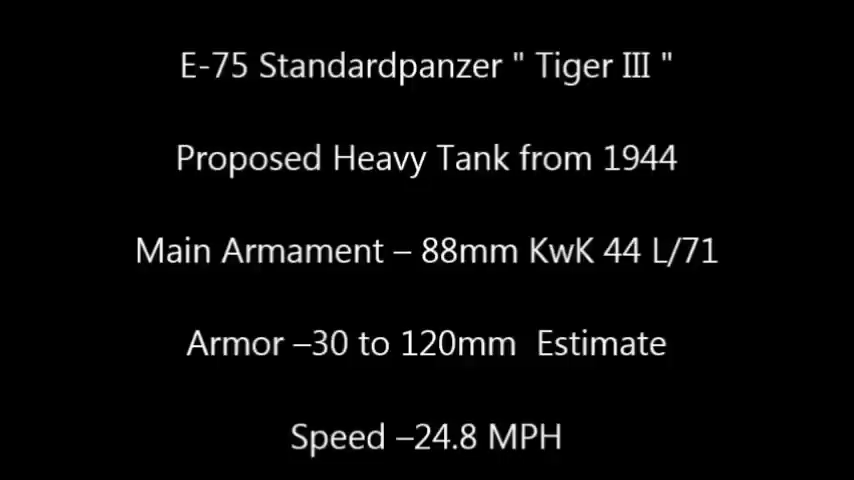 E-75 Standardpanzer " Tiger III "
Proposed Heavy Tank from 1944
Main Armament – 88mm KwK 44 L/71
Armor –30 to 120mm  Estimate
Speed –24.8 MPH